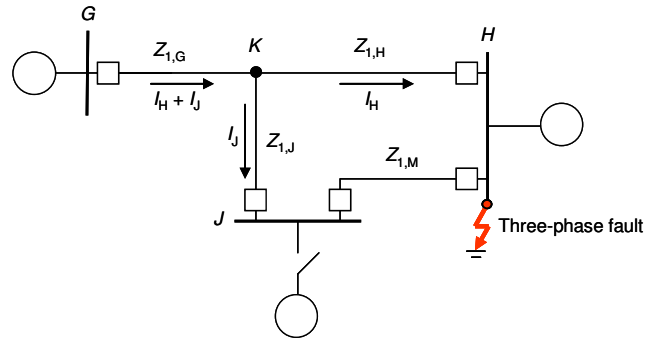 G
H
K
Z1,G
Z1,H
IH + IJ
IH
IJ
Z1,J
Z1,M
J
Three-phase fault